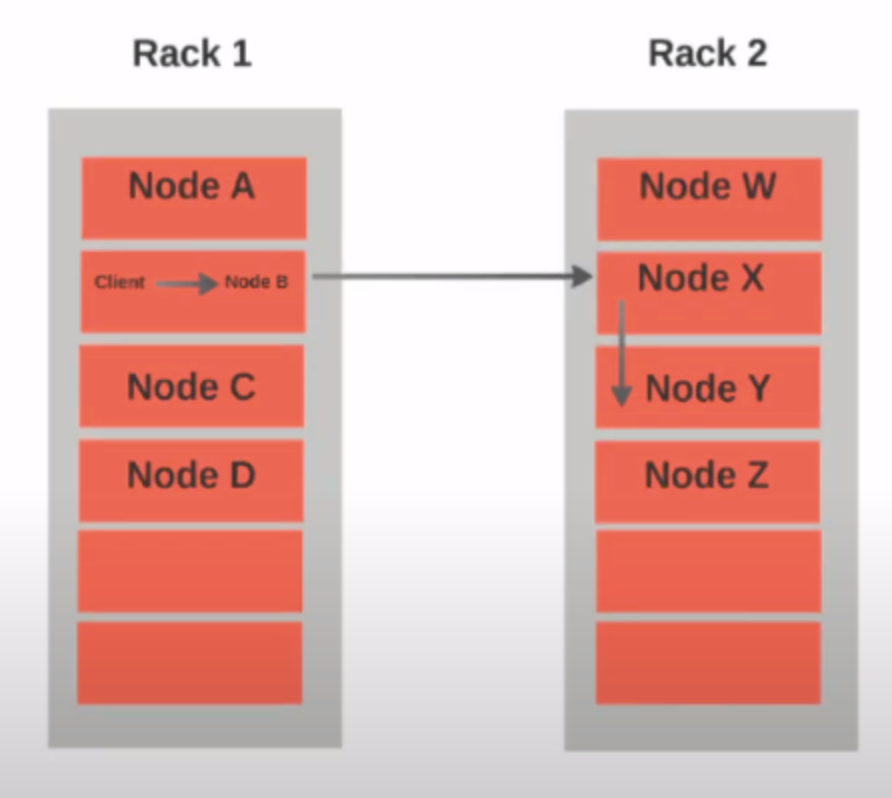 Rack 1
Node A
Client Node B
Node C
Node D
Rack 2
Node W
Node X
Node Y
Node Z